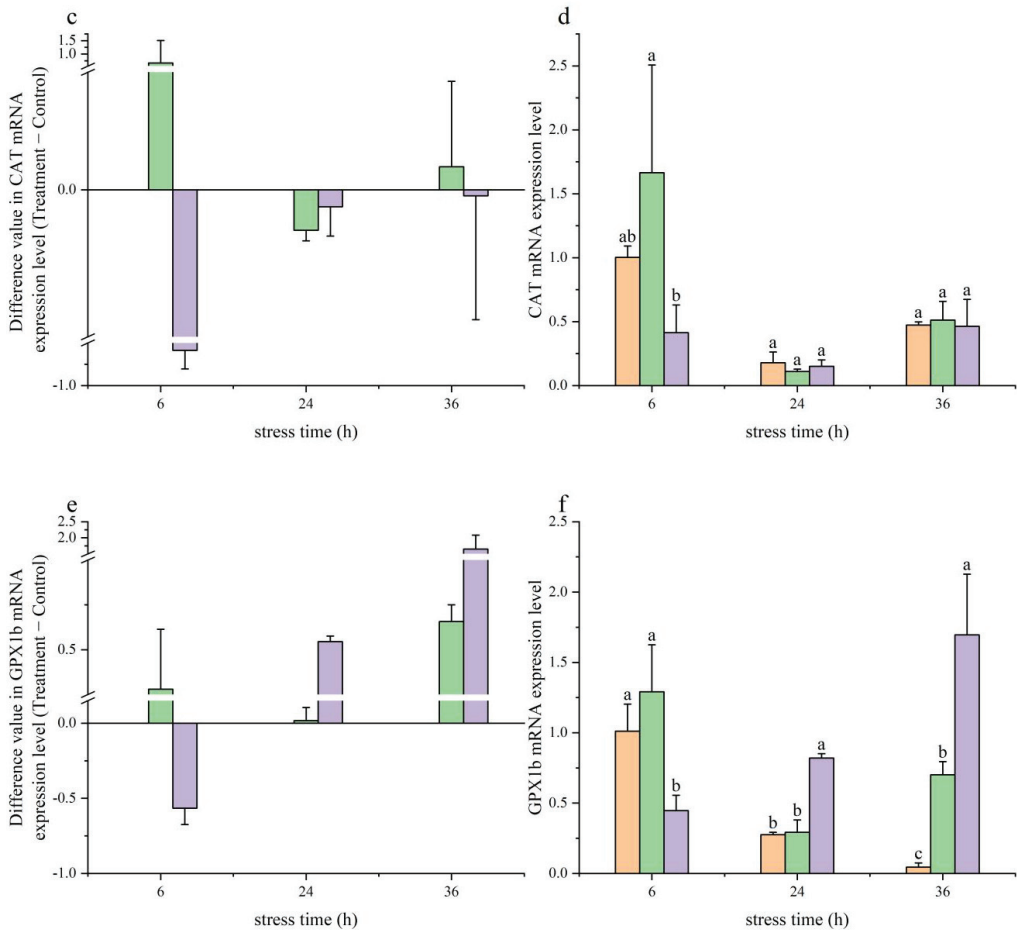 c
Difference value in CAT mRNA
expression level (Treatment − Control)
1.5
1.0
0.0
-1.0
6
24
36
stress time (h)
d
CAT mRNA expression level
2.5
2.0
1.5
1.0
0.5
0.0
ab
a
b
a
a
a
a
a
a
6
24
36
stress time (h)
e
Difference value in GPX1b mRNA
expression level (Treatment − Control)
2.5
2.0
0.5
0.0
-0.5
-1.0
6
24
36
stress time (h)
f
GPX1b mRNA expression level
2.5
2.0
1.5
1.0
0.5
0.0
a
a
b
b
b
a
c
b
a
6
24
36
stress time (h)